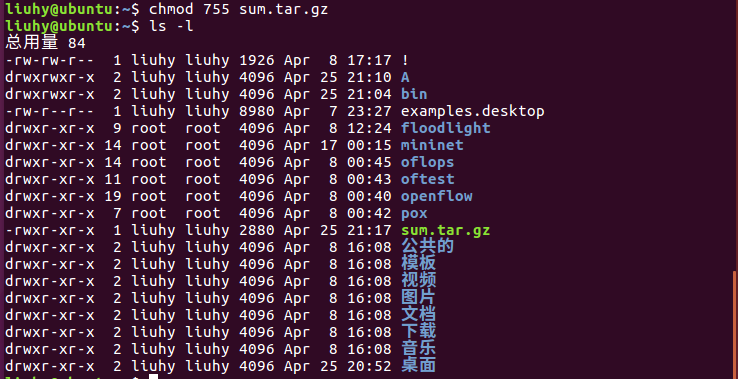 liuhy@ubuntu:~$ chmod 755 sum.tar.gz
liuhy@ubuntu:~$ ls -l
总用量 84
-rw-rw-r--  1 liuhy liuhy 1926 Apr  8 17:17 !
drwxrwxr-x  2 liuhy liuhy 4096 Apr 25 21:10 A
drwxrwxr-x  2 liuhy liuhy 4096 Apr 25 21:04 bin
-rw-r--r--  1 liuhy liuhy 8980 Apr  7 23:27 examples.desktop
drwxr-xr-x  9 root  root  4096 Apr  8 12:24 floodlight
drwxr-xr-x 14 root  root  4096 Apr 17 00:15 mininet
drwxr-xr-x 14 root  root  4096 Apr  8 00:45 oflops
drwxr-xr-x 11 root  root  4096 Apr  8 00:43 oftest
drwxr-xr-x 19 root  root  4096 Apr  8 00:40 openflow
drwxr-xr-x  7 root  root  4096 Apr  8 00:42 pox
-rwxr-xr-x  1 liuhy liuhy 2880 Apr 25 21:17 sum.tar.gz
drwxr-xr-x  2 liuhy liuhy 4096 Apr  8 16:08 公共的
drwxr-xr-x  2 liuhy liuhy 4096 Apr  8 16:08 模板
drwxr-xr-x  2 liuhy liuhy 4096 Apr  8 16:08 视频
drwxr-xr-x  2 liuhy liuhy 4096 Apr  8 16:08 图片
drwxr-xr-x  2 liuhy liuhy 4096 Apr  8 16:08 文档
drwxr-xr-x  2 liuhy liuhy 4096 Apr  8 16:08 下载
drwxr-xr-x  2 liuhy liuhy 4096 Apr  8 16:08 音乐
drwxr-xr-x  2 liuhy liuhy 4096 Apr 25 20:52 桌面
liuhy@ubuntu:~$